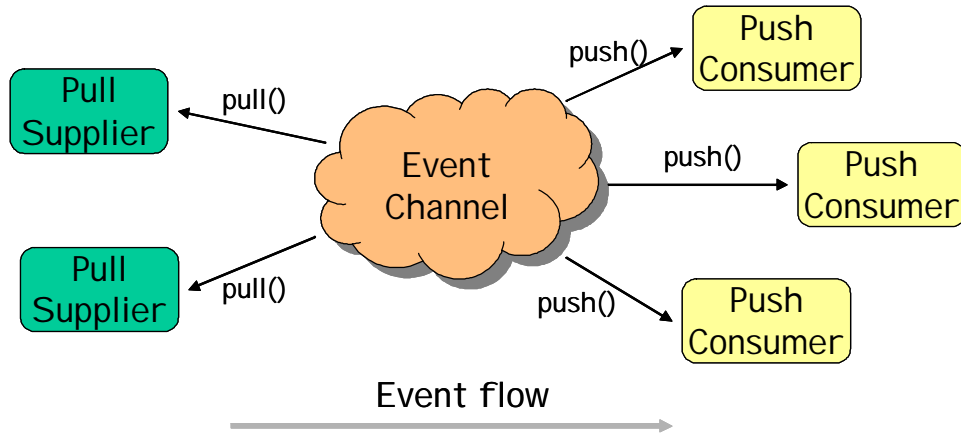 Pull
Supplier
pull()
Pull
Supplier
pull()
Event
Channel
push()
Push
Consumer
push()
Push
Consumer
push()
Push
Consumer
Event flow